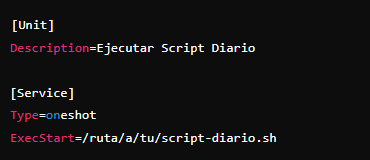 [Unit]
Description=Ejecutar Script Diario
[Service]
Type=oneshot
ExecStart=/ruta/a/tu/script-diario.sh